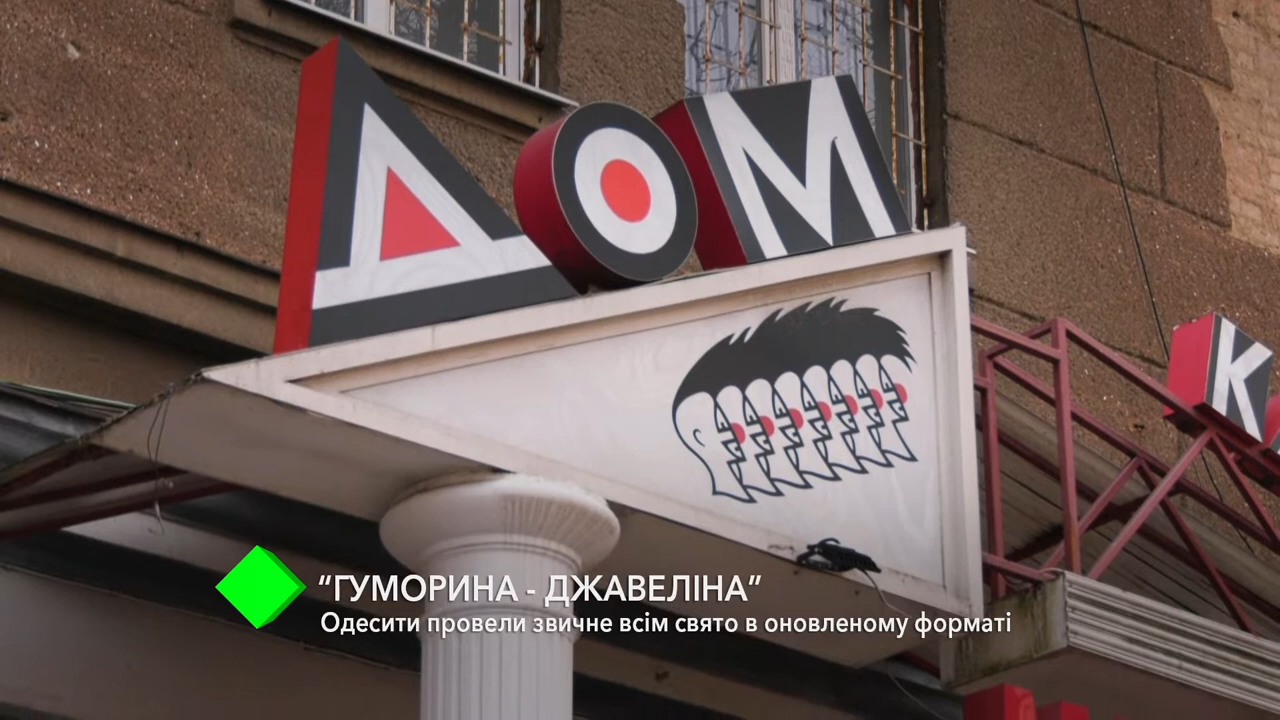 ДОМ
К
“ГУМОРИНА - ДЖАВЕЛІНА”
Одесити провели звичне всім свято в оновленому форматі